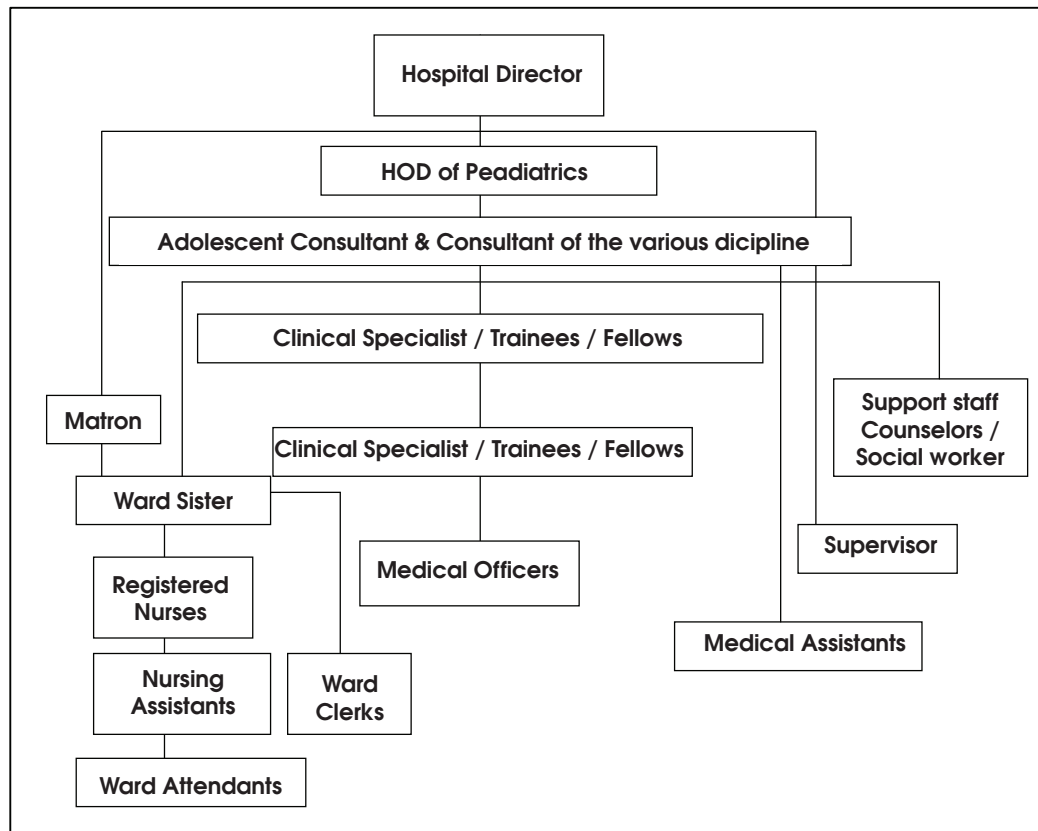 Hospital Director
HOD of Peadiatrics
Adolescent Consultant & Consultant of the various dicipline
Clinical Specialist / Trainees / Fellows
Matron
Support staff
Counselors /
Social worker
Clinical Specialist / Trainees / Fellows
Ward Sister
Supervisor
Medical Officers
Registered
Nurses
Medical Assistants
Nursing
Assistants
Ward
Clerks
Ward Attendants